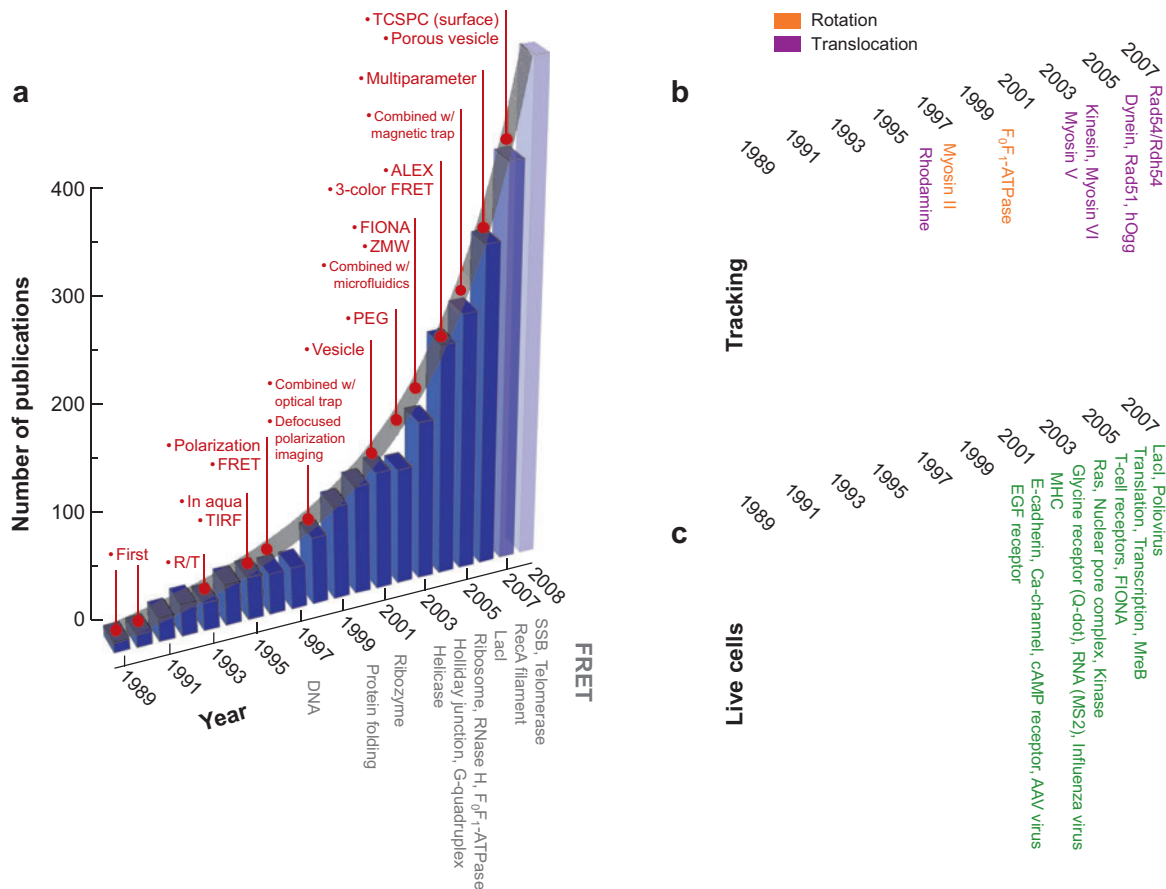 a
Number of publications
400
300
200
100
0
• TCSPC (surface)
• Porous vesicle
• Multiparameter
• Combined w/
magnetic trap
• ALEX
• 3-color FRET
• FIONA
• ZMW
• Combined w/
microfluidics
• PEG
• Vesicle
• Combined w/
optical trap
• Defocused
polarization
imaging
• Polarization
• FRET
• In aqua
• TIRF
• R/T
• First
1989
1991
1993
1995
1997
1999
2001
2003
2005
2007
2008
Year
DNA
Protein folding
Ribozyme
Helicase
Holliday junction, G-quadruplex
Ribosome, RNase H, F₀F₁-ATPase
LacI
RecA filament
SSB, Telomerase
FRET
Rotation
Translocation
b
Tracking
1989
1991
1993
1995
1997
1999
2001
2003
2005
2007
Rhodamine
Myosin II
F₀F₁-ATPase
Myosin V
Kinesin, Myosin VI
Dynein, Rad51, hOgg
Rad54/Rdh54
c
Live cells
1989
1991
1993
1995
1997
1999
2001
2003
2005
2007
EGF receptor
E-cadherin, Ca-channel, cAMP receptor, AAV virus
MHC
Glycine receptor (Q-dot), RNA (MS2), Influenza virus
Ras, Nuclear pore complex, Kinase
T-cell receptors, FIONA
Translation, Transcription, MreB
LacI, Poliovirus